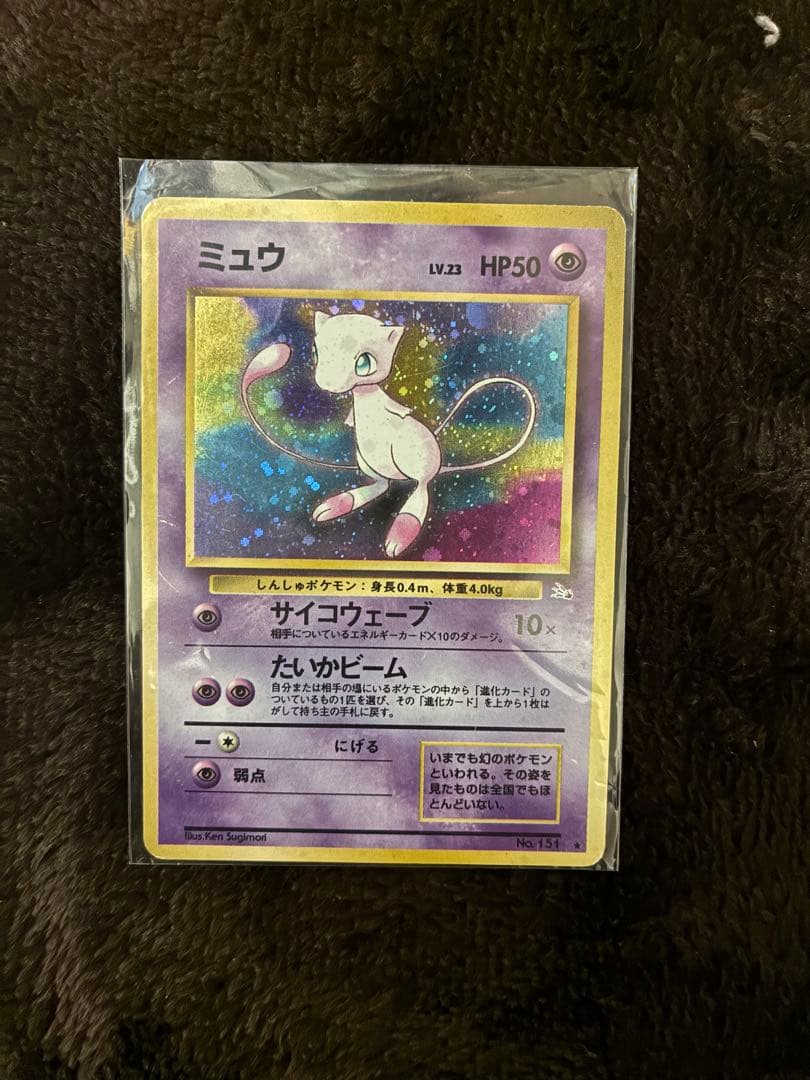 ミュウ
LV.23 HP50
しんしゅポケモン：身長0.4m、体重4.0kg
サイコウェーブ
10×
相手についているエネルギーカード×10のダメージ。
たいかビーム
自分または相手の場にいるポケモンの中から「進化カード」の
ついているもの1匹を選び、その「進化カード」を上から1枚は
がして持ち主の手札に戻す。
にげる
弱点
いまでも幻のポケモン
といわれる。その姿を
見たものは全国でもほ
とんどいない。
Illus.Ken Sugimori
No.151